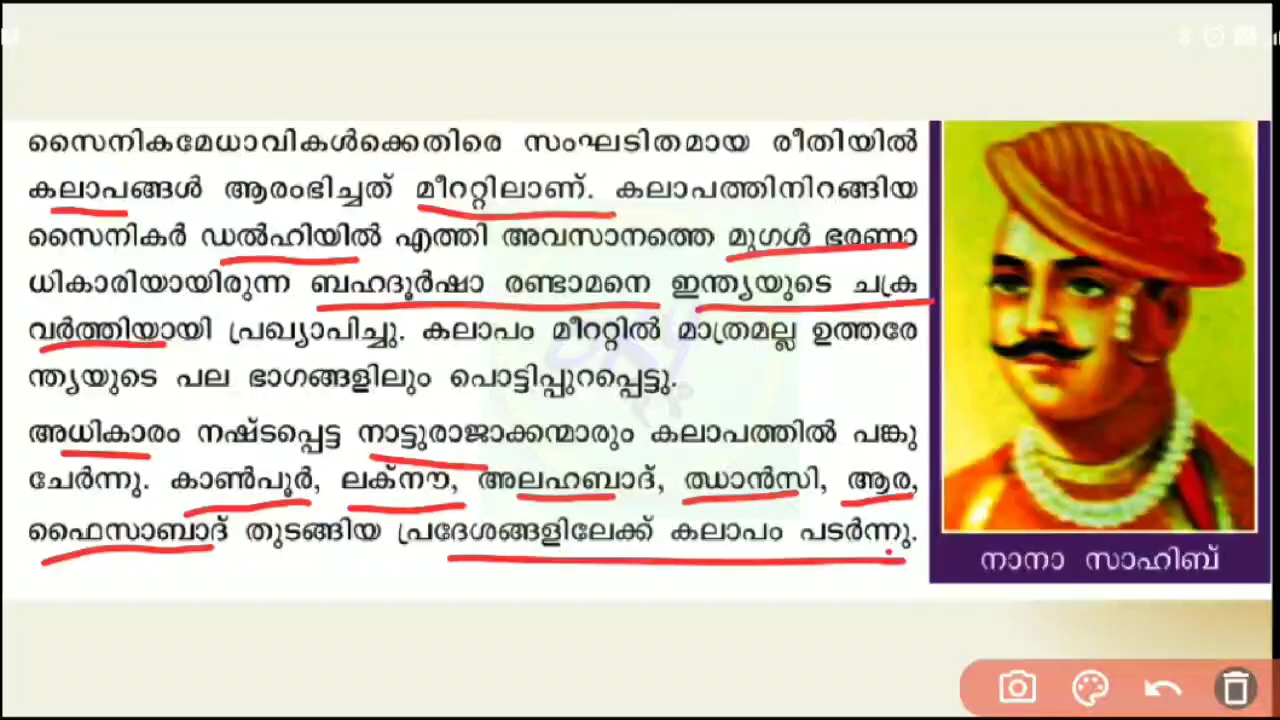 സൈനികമേധാവികൾക്കെതിരെ സംഘടിതമായ രീതിയിൽ
കലാപങ്ങൾ ആരംഭിച്ചത് മീററ്റിലാണ്. കലാപത്തിനിറങ്ങിയ
സൈനികർ ഡൽഹിയിൽ എത്തി അവസാനത്തെ മുഗൾ ഭരണാ
ധികാരിയായിരുന്ന ബഹദൂർഷാ രണ്ടാമനെ ഇന്ത്യയുടെ ചക്ര
വർത്തിയായി പ്രഖ്യാപിച്ചു. കലാപം മീററ്റിൽ മാത്രമല്ല ഉത്തരേ
ന്ത്യയുടെ പല ഭാഗങ്ങളിലും പൊട്ടിപ്പുറപ്പെട്ടു.
അധികാരം നഷ്ടപ്പെട്ട നാട്ടുരാജാക്കന്മാരും കലാപത്തിൽ പങ്കു
ചേർന്നു. കാൺപൂർ, ലക്നൗ, അലഹബാദ്, ഝാൻസി, ആര,
ഫൈസാബാദ് തുടങ്ങിയ പ്രദേശങ്ങളിലേക്ക് കലാപം പടർന്നു.
നാനാ സാഹിബ്